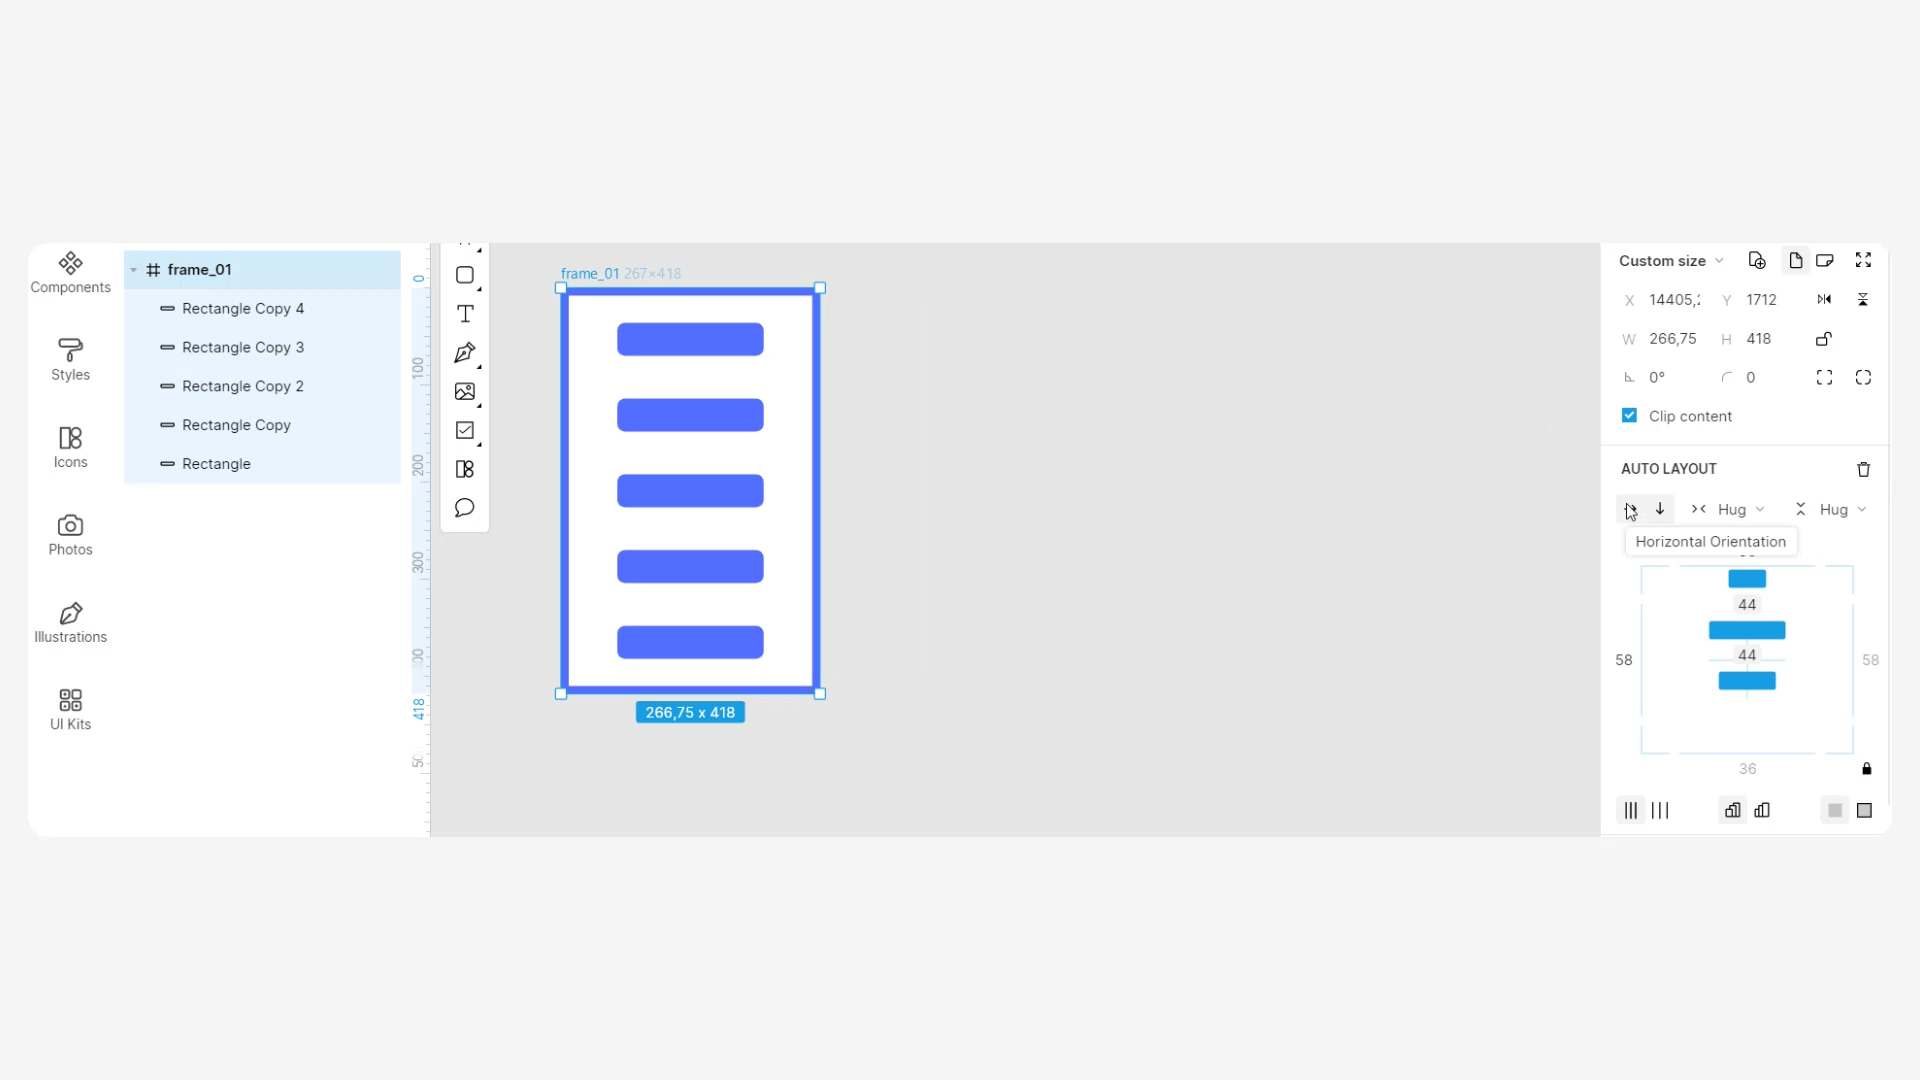 Components
Styles
Icons
Photos
Illustrations
UI Kits
frame_01
Rectangle Copy 4
Rectangle Copy 3
Rectangle Copy 2
Rectangle Copy
Rectangle
0
100
200
300
418
frame_01 267×418
266,75 x 418
Custom size
X 14405,2 Y 1712
W 266,75 H 418
0° 0
Clip content
AUTO LAYOUT
Hug Hug
Horizontal Orientation
44
44
58 58
36